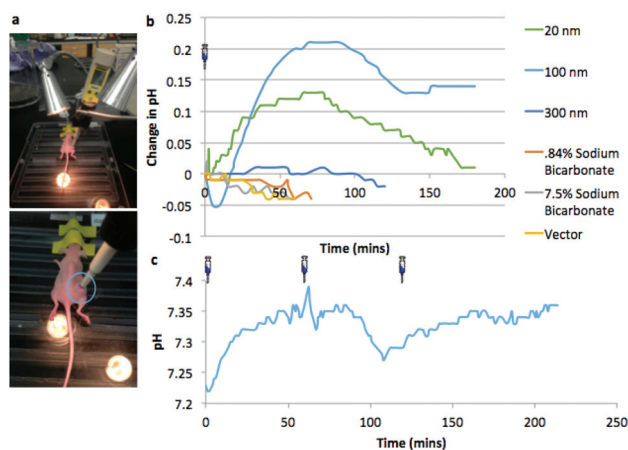 a
b
Change in pH
0.25
0.2
0.15
0.1
0.05
0
-0.05
-0.1
0
50
100
150
200
Time (mins)
20 nm
100 nm
300 nm
.84% Sodium
Bicarbonate
7.5% Sodium
Bicarbonate
Vector
c
pH
7.4
7.35
7.3
7.25
7.2
0
50
100
150
200
250
Time (mins)